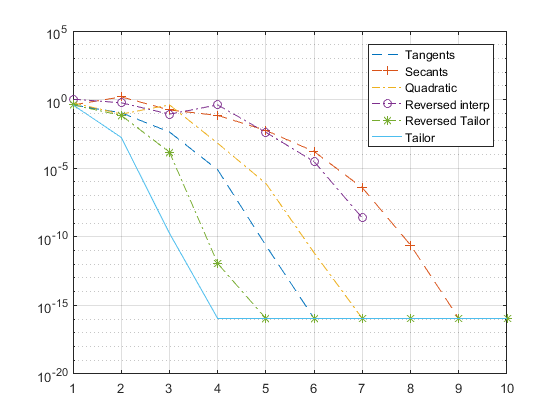 10^5
10^0
10^-5
10^-10
10^-15
10^-20
1 2 3 4 5 6 7 8 9 10
Tangents
Secants
Quadratic
Reversed interp
Reversed Tailor
Tailor